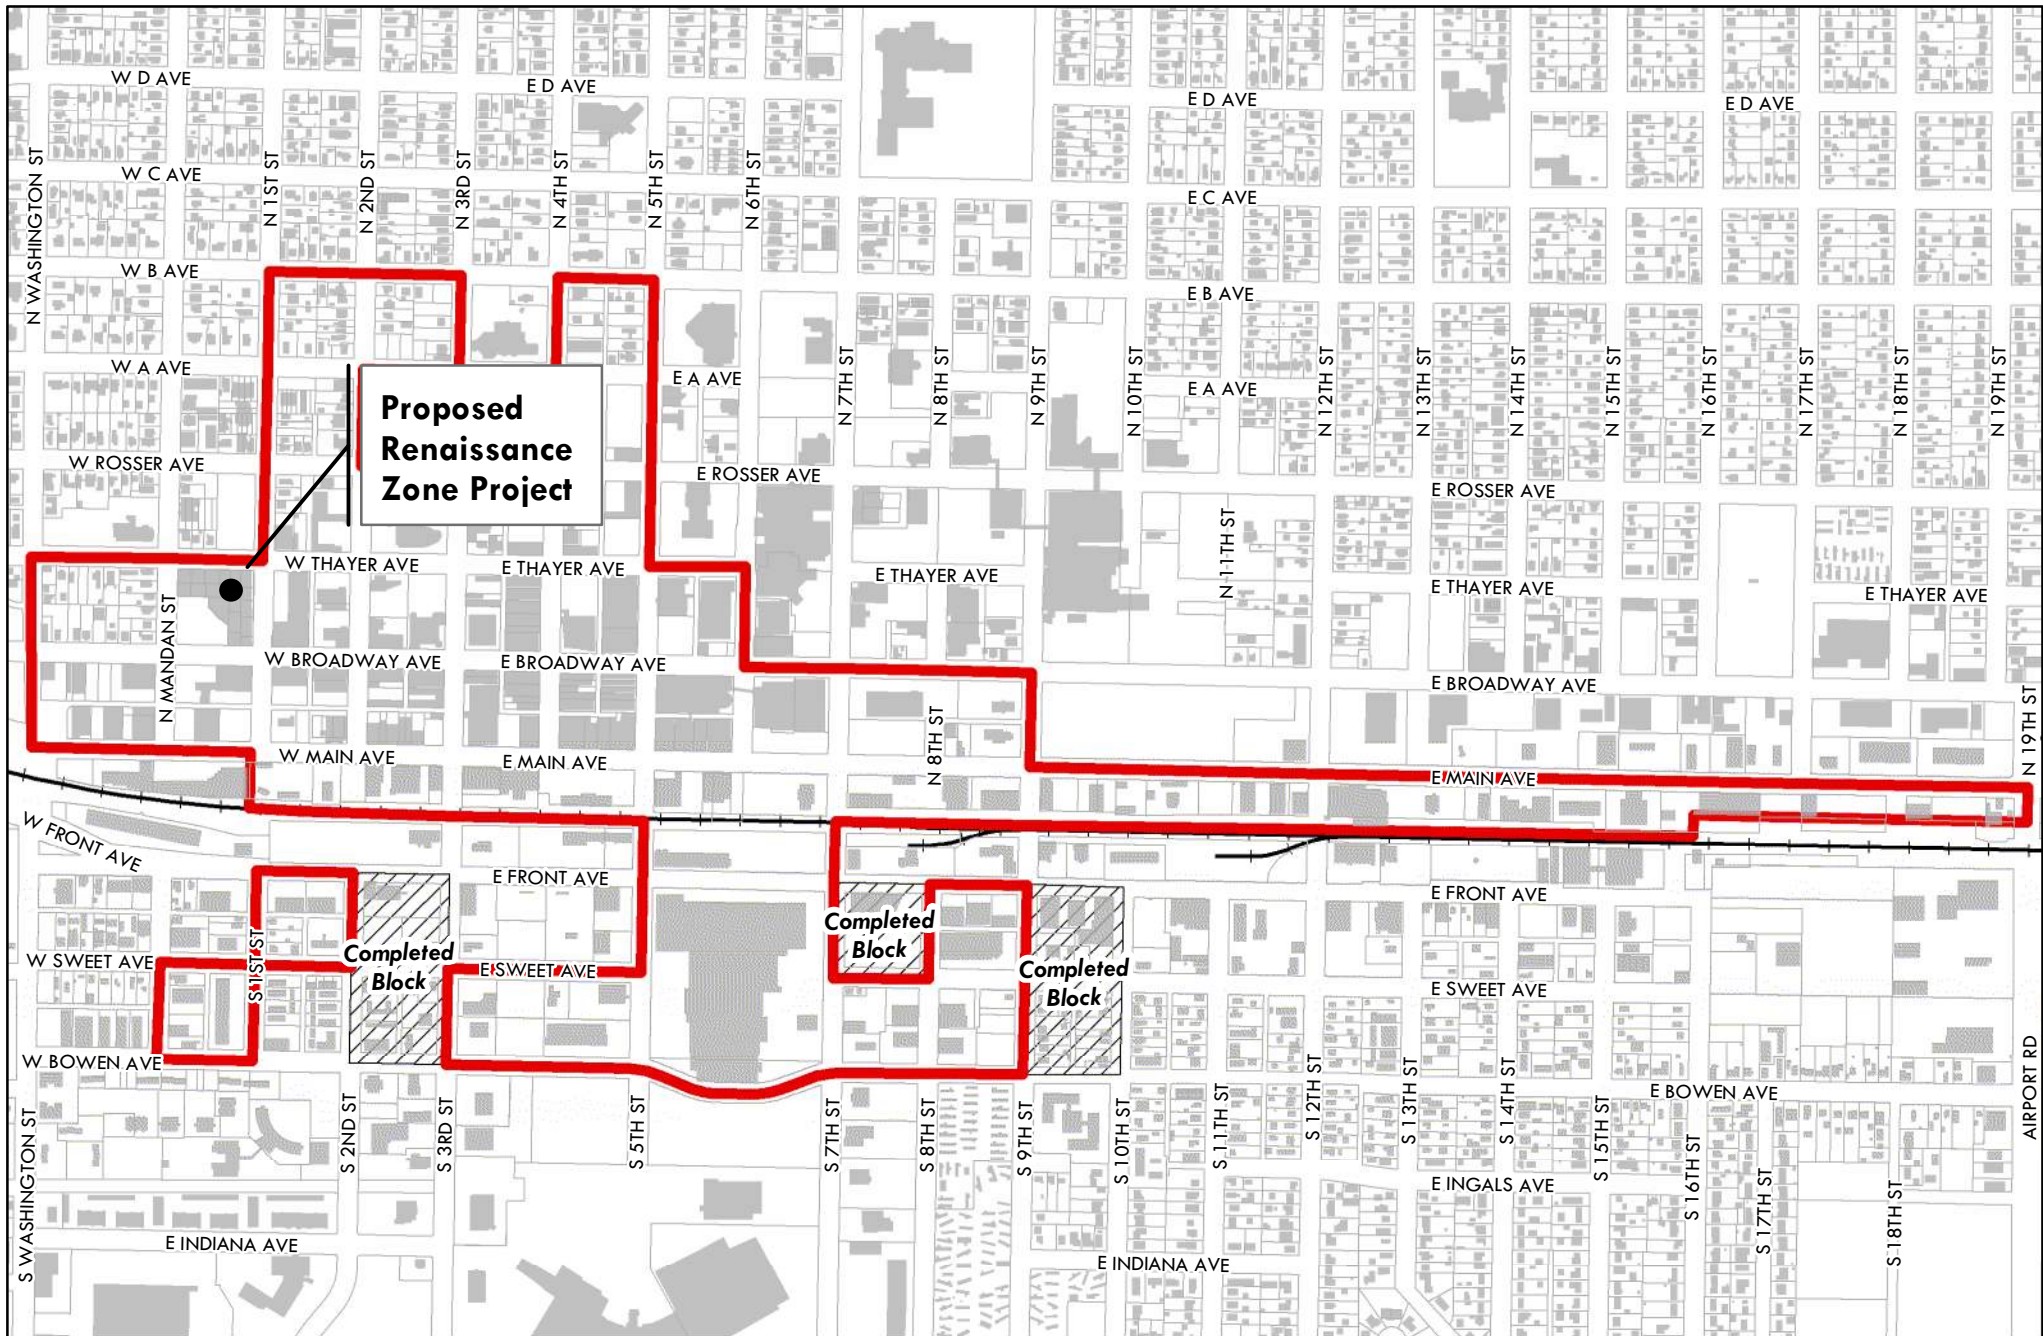 W D AVE
E D AVE
E D AVE
E D AVE
W C AVE
E C AVE
N WASHINGTON ST
N 1ST ST
N 2ND ST
N 3RD ST
N 4TH ST
N 5TH ST
N 6TH ST
W B AVE
E B AVE
W A AVE
E A AVE
E A AVE
N 7TH ST
N 8TH ST
N 9TH ST
N 10TH ST
N 12TH ST
N 13TH ST
N 14TH ST
N 15TH ST
N 16TH ST
N 17TH ST
N 18TH ST
N 19TH ST
Proposed
Renaissance
Zone Project
W ROSSER AVE
E ROSSER AVE
E ROSSER AVE
N 11TH ST
W THAYER AVE
E THAYER AVE
E THAYER AVE
E THAYER AVE
E THAYER AVE
N MANDAN ST
W BROADWAY AVE
E BROADWAY AVE
E BROADWAY AVE
N 8TH ST
N 19TH ST
W MAIN AVE
E MAIN AVE
E MAIN AVE
W FRONT AVE
E FRONT AVE
E FRONT AVE
Completed
Block
Completed
Block
Completed
Block
W SWEET AVE
S 1ST ST
E SWEET AVE
E SWEET AVE
W BOWEN AVE
E BOWEN AVE
AIRPORT RD
S WASHINGTON ST
S 2ND ST
S 3RD ST
S 5TH ST
S 7TH ST
S 8TH ST
S 9TH ST
S 10TH ST
S 11TH ST
S 12TH ST
S 13TH ST
S 14TH ST
S 15TH ST
S 16TH ST
S 17TH ST
S 18TH ST
E INGALS AVE
E INDIANA AVE
E INDIANA AVE